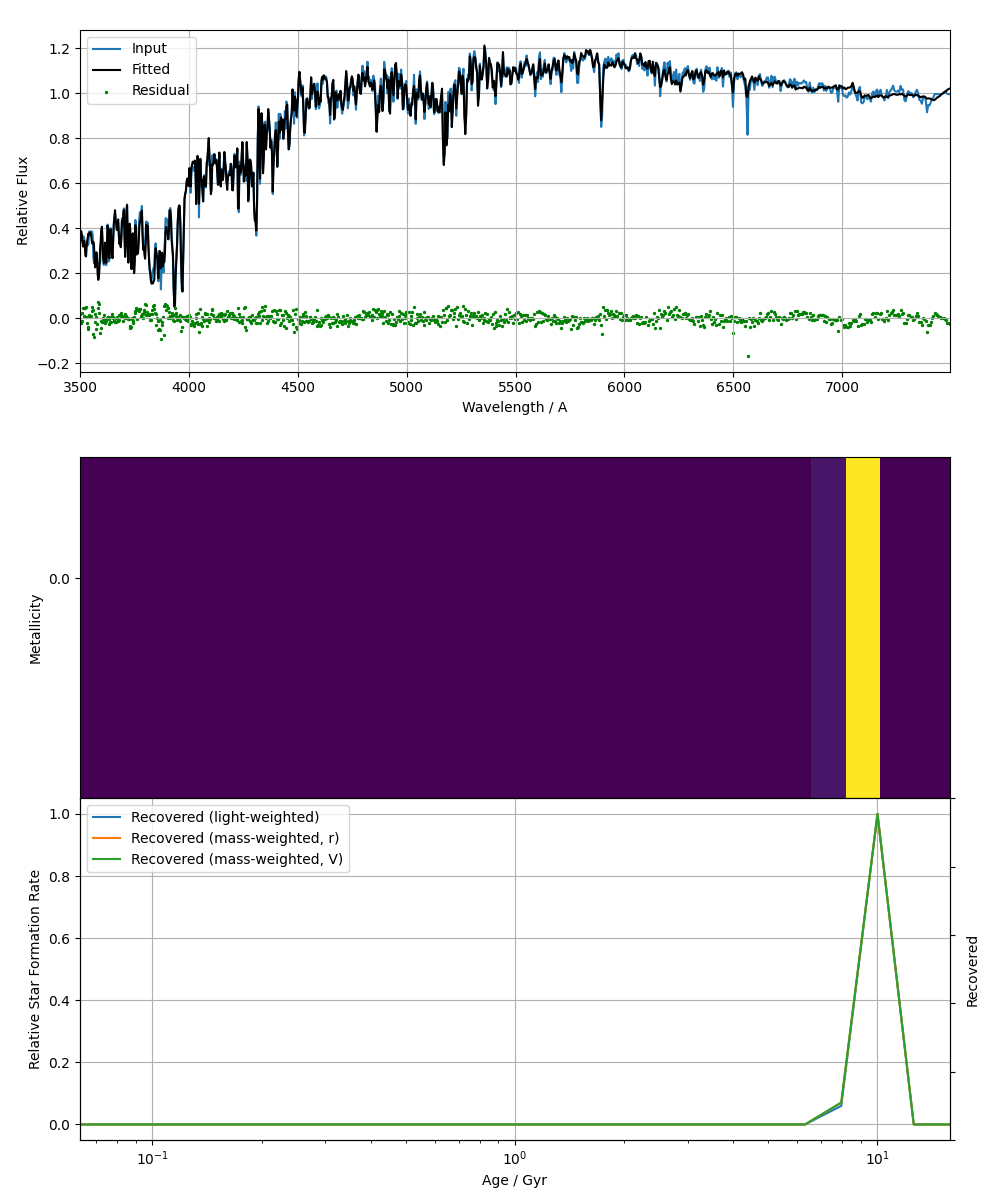 Input
Fitted
Residual
1.2
1.0
0.8
0.6
0.4
0.2
0.0
−0.2
Relative Flux
3500 4000 4500 5000 5500 6000 6500 7000
Wavelength / A
0.0
Metallicity
Recovered (light-weighted)
Recovered (mass-weighted, r)
Recovered (mass-weighted, V)
1.0
0.8
0.6
0.4
0.2
0.0
Relative Star Formation Rate
Recovered
10⁻¹ 10⁰ 10¹
Age / Gyr